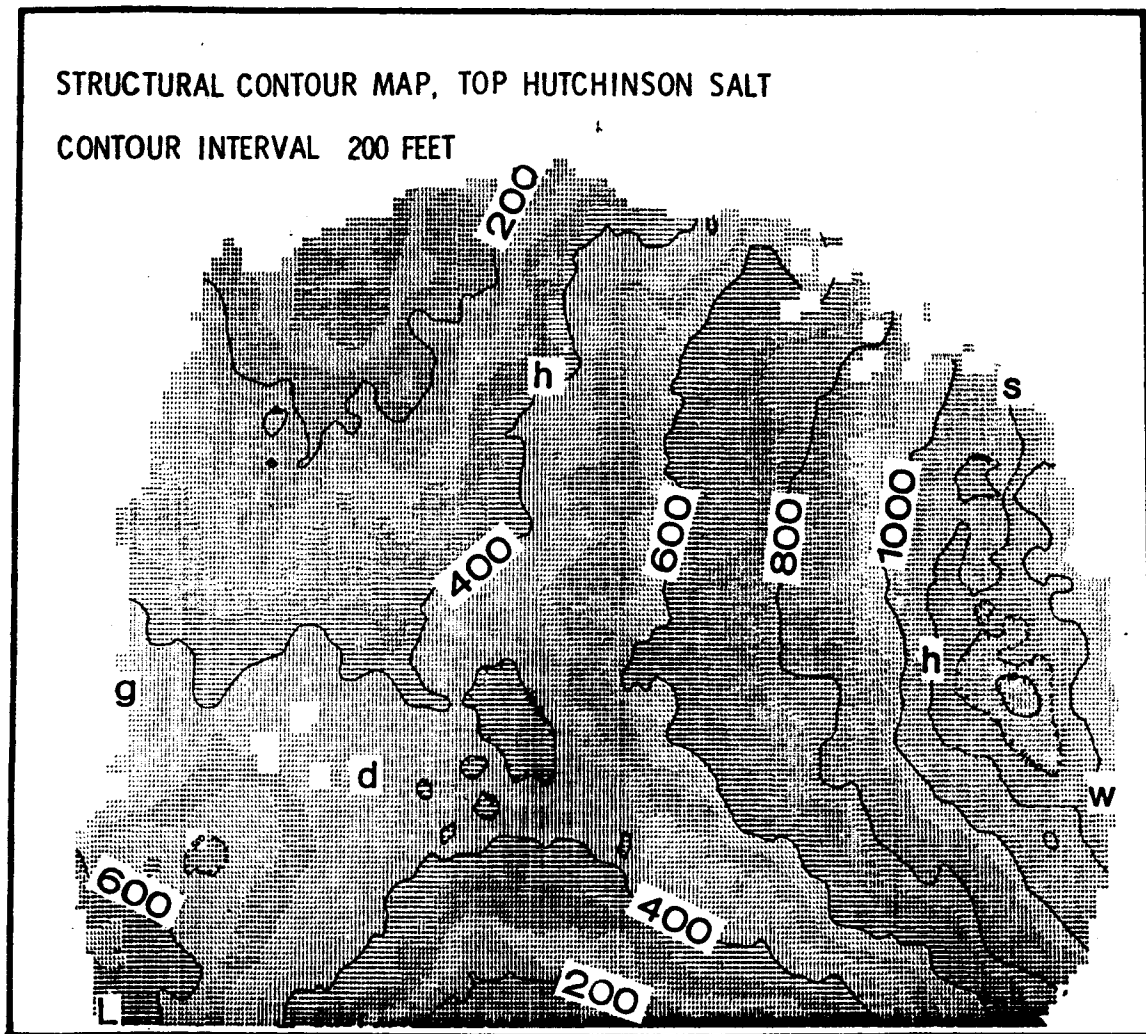 STRUCTURAL CONTOUR MAP, TOP HUTCHINSON SALT
CONTOUR INTERVAL 200 FEET
200
h
s
400
600
800
1000
h
g
d
w
600
400
200
L